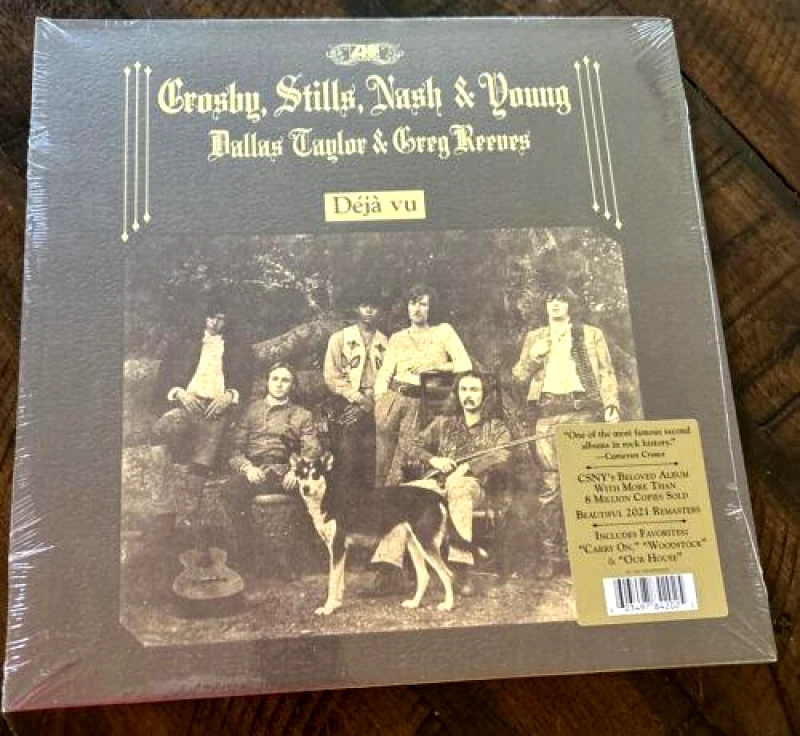 Crosby, Stills, Nash & Young
Dallas Taylor & Greg Reeves
Déjà vu
"One of the most famous second
albums in rock history."
—Cameron Crowe
CSNY's Beloved Album
With More Than
8 Million Copies Sold
Beautiful 2021 Remasters
Includes Favorites:
"Carry On," "Woodstock"
& "Our House"